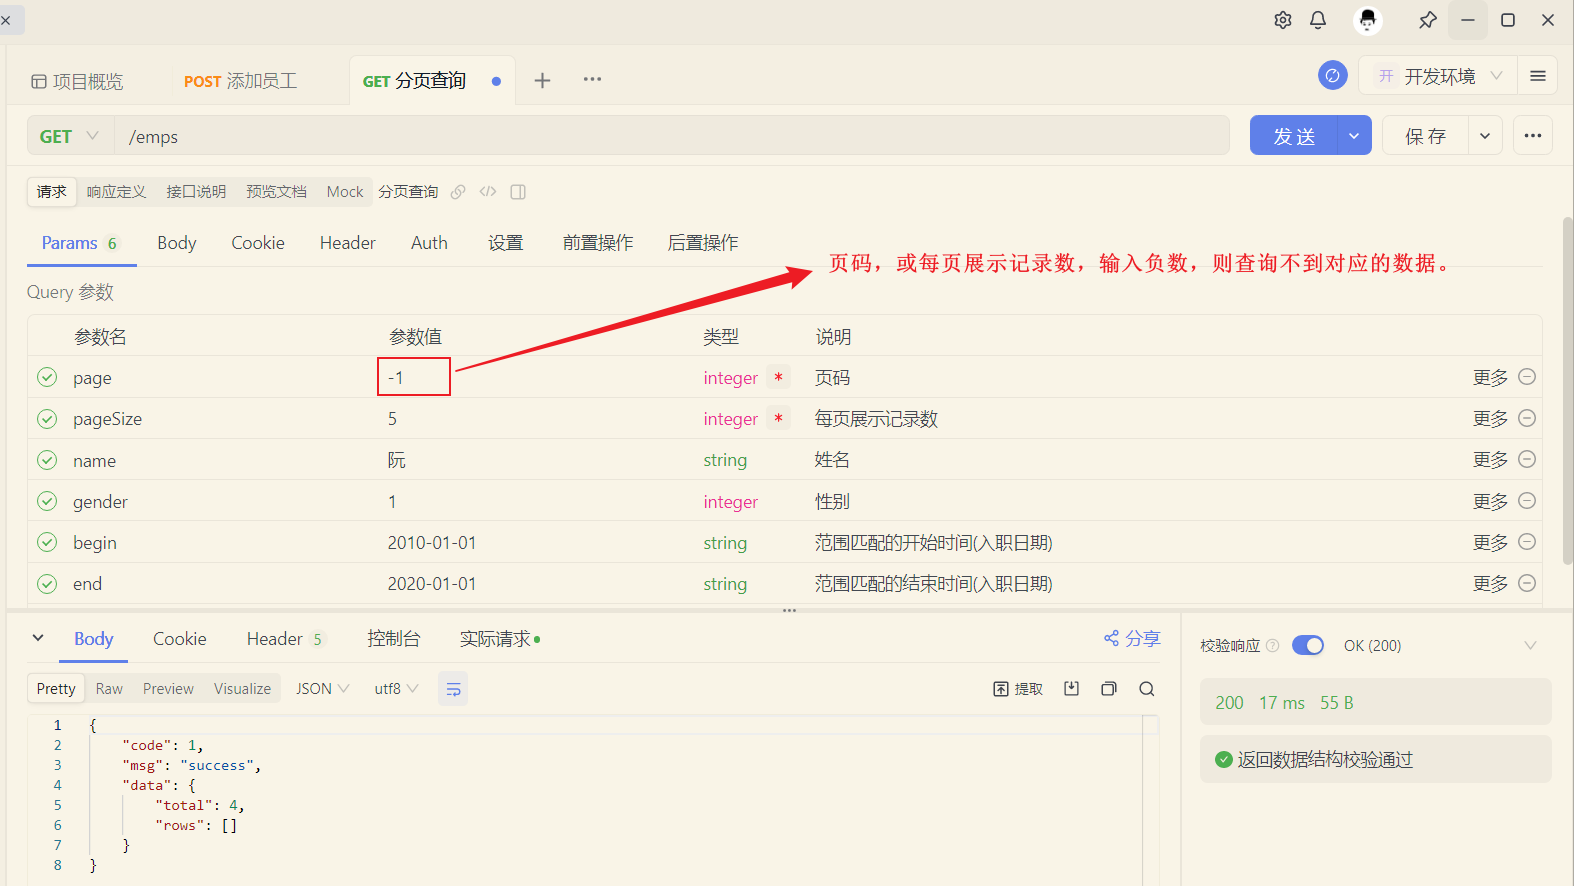 项目概览 POST 添加员工 GET 分页查询 开 开发环境
GET /emps 发 送 保 存
请求 响应定义 接口说明 预览文档 Mock 分页查询
Params 6 Body Cookie Header Auth 设置 前置操作 后置操作
页码，或每页展示记录数，输入负数，则查询不到对应的数据。
Query 参数
参数名 参数值 类型 说明
page -1 integer * 页码 更多
pageSize 5 integer * 每页展示记录数 更多
name 阮 string 姓名 更多
gender 1 integer 性别 更多
begin 2010-01-01 string 范围匹配的开始时间(入职日期) 更多
end 2020-01-01 string 范围匹配的结束时间(入职日期) 更多
Body Cookie Header 5 控制台 实际请求 分享
校验响应 OK (200)
Pretty Raw Preview Visualize JSON utf8 提取
200 17 ms 55 B
返回数据结构校验通过
1 {
2 "code": 1,
3 "msg": "success",
4 "data": {
5 "total": 4,
6 "rows": []
7 }
8 }